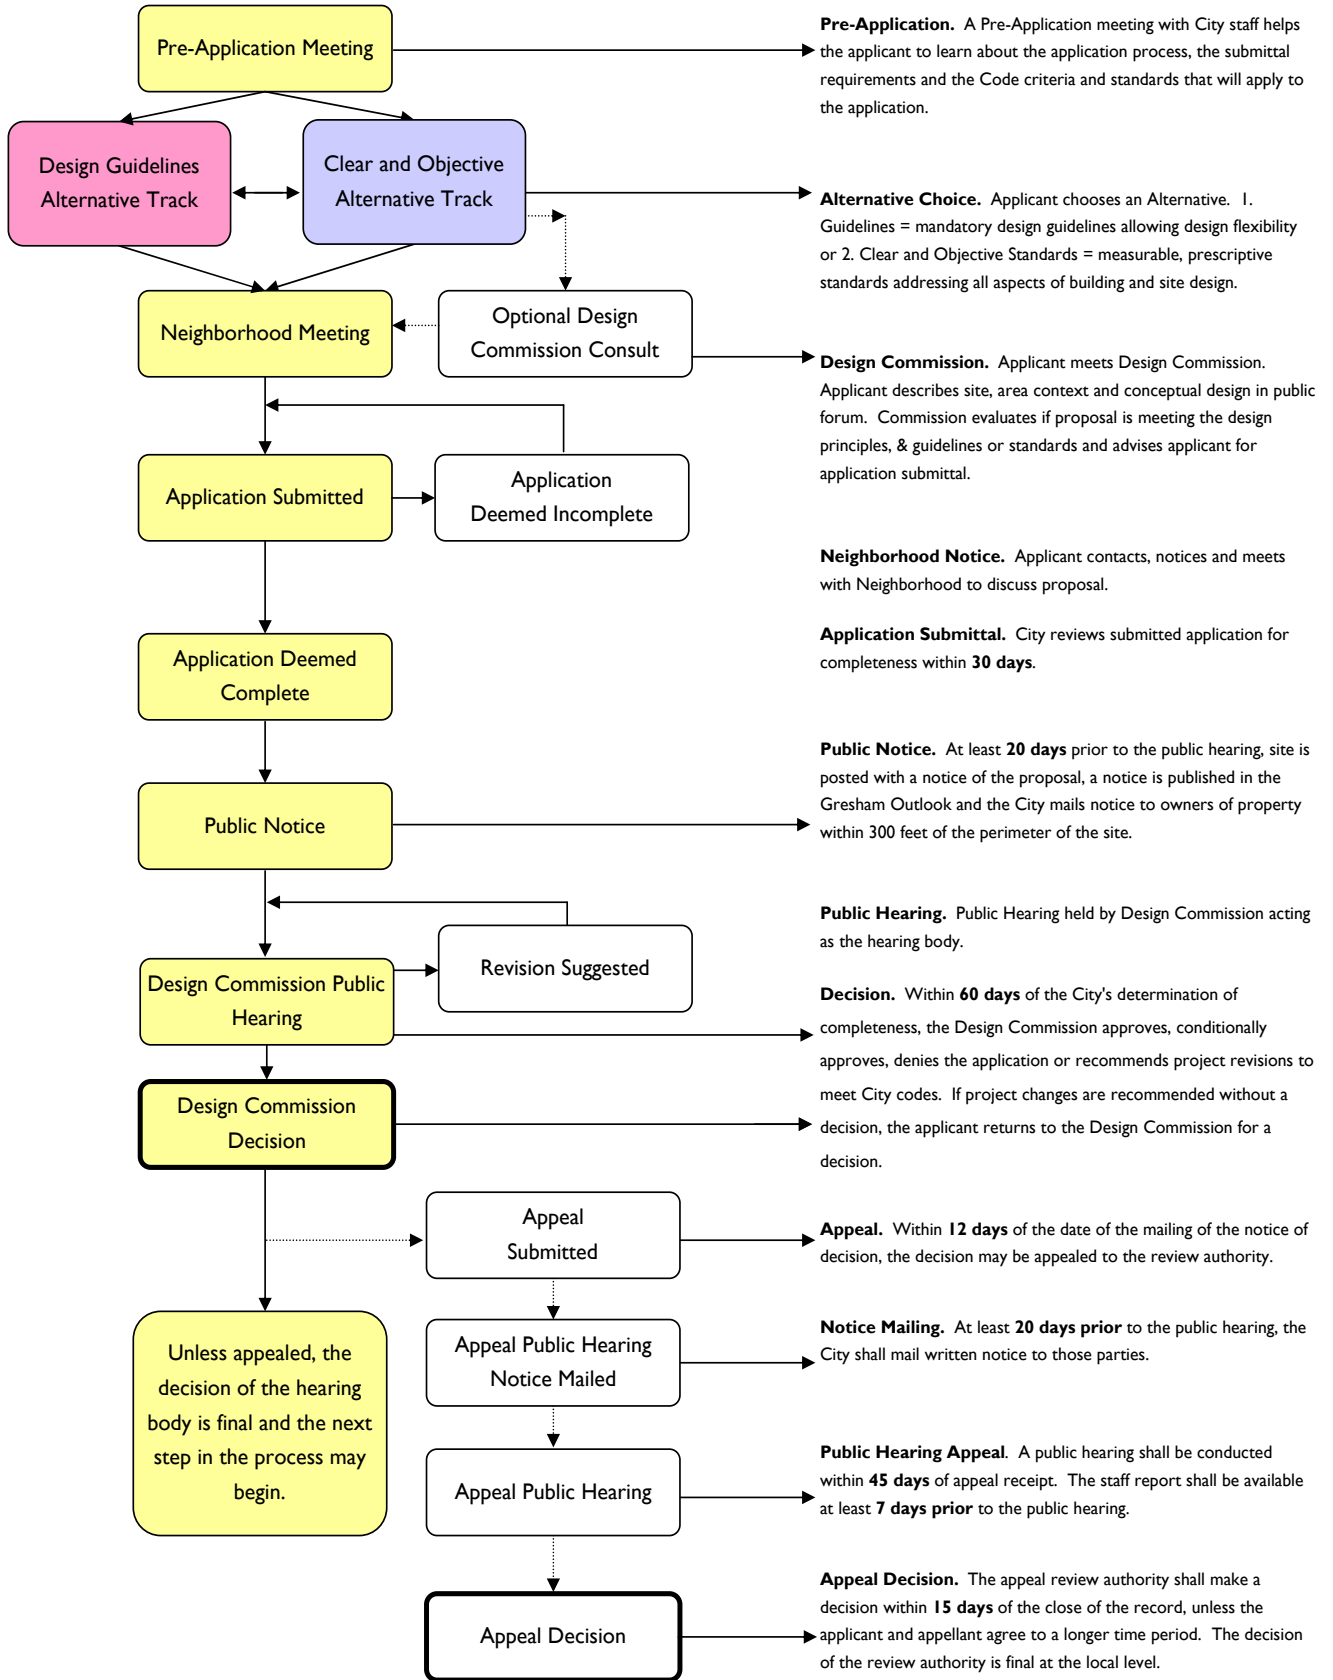 Pre-Application Meeting
Pre-Application. A Pre-Application meeting with City staff helps
the applicant to learn about the application process, the submittal
requirements and the Code criteria and standards that will apply to
the application.
Design Guidelines
Alternative Track
Clear and Objective
Alternative Track
Alternative Choice. Applicant chooses an Alternative. 1.
Guidelines = mandatory design guidelines allowing design flexibility
or 2. Clear and Objective Standards = measurable, prescriptive
standards addressing all aspects of building and site design.
Neighborhood Meeting
Optional Design
Commission Consult
Design Commission. Applicant meets Design Commission.
Applicant describes site, area context and conceptual design in public
forum. Commission evaluates if proposal is meeting the design
principles, & guidelines or standards and advises applicant for
application submittal.
Application Submitted
Application
Deemed Incomplete
Neighborhood Notice. Applicant contacts, notices and meets
with Neighborhood to discuss proposal.
Application Submittal. City reviews submitted application for
completeness within 30 days.
Application Deemed
Complete
Public Notice. At least 20 days prior to the public hearing, site is
posted with a notice of the proposal, a notice is published in the
Gresham Outlook and the City mails notice to owners of property
within 300 feet of the perimeter of the site.
Public Notice
Public Hearing. Public Hearing held by Design Commission acting
as the hearing body.
Revision Suggested
Design Commission Public
Hearing
Decision. Within 60 days of the City's determination of
completeness, the Design Commission approves, conditionally
approves, denies the application or recommends project revisions to
meet City codes. If project changes are recommended without a
decision, the applicant returns to the Design Commission for a
decision.
Design Commission
Decision
Appeal
Submitted
Appeal. Within 12 days of the date of the mailing of the notice of
decision, the decision may be appealed to the review authority.
Unless appealed, the
decision of the hearing
body is final and the next
step in the process may
begin.
Appeal Public Hearing
Notice Mailed
Notice Mailing. At least 20 days prior to the public hearing, the
City shall mail written notice to those parties.
Appeal Public Hearing
Public Hearing Appeal. A public hearing shall be conducted
within 45 days of appeal receipt. The staff report shall be available
at least 7 days prior to the public hearing.
Appeal Decision
Appeal Decision. The appeal review authority shall make a
decision within 15 days of the close of the record, unless the
applicant and appellant agree to a longer time period. The decision
of the review authority is final at the local level.